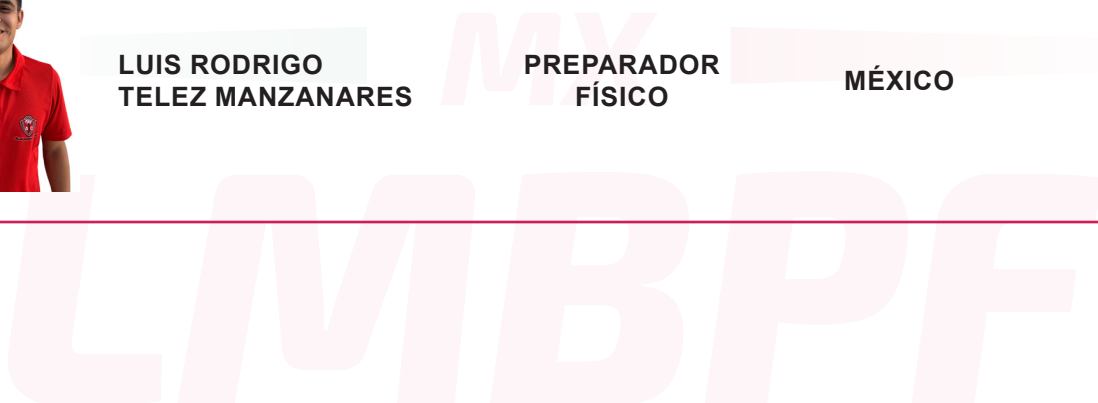 MX
LUIS RODRIGO
TELEZ MANZANARES
PREPARADOR
FÍSICO
MÉXICO
LMBPF